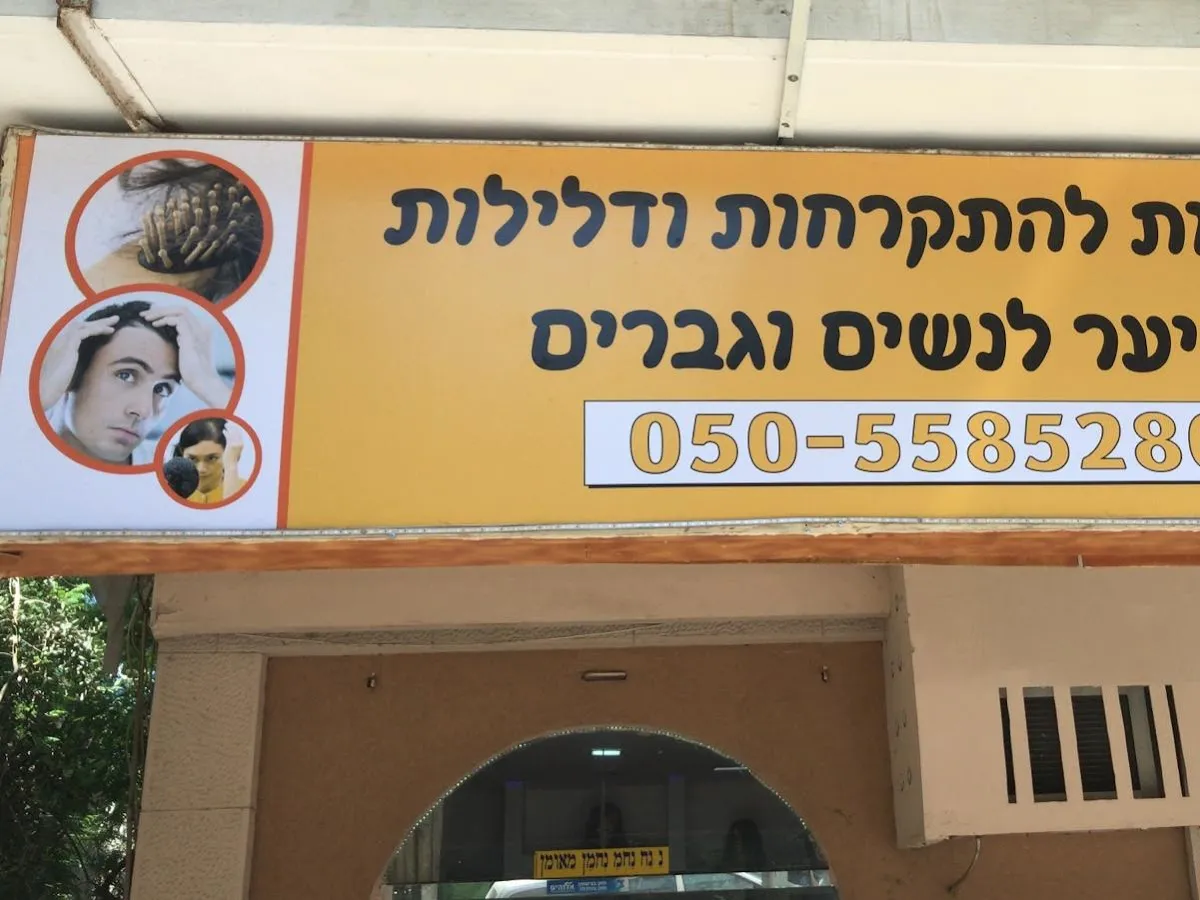 להתקרחות ודלילות
לנשים וגברים
050-558528
נ נח נחמ נחמן מאומן